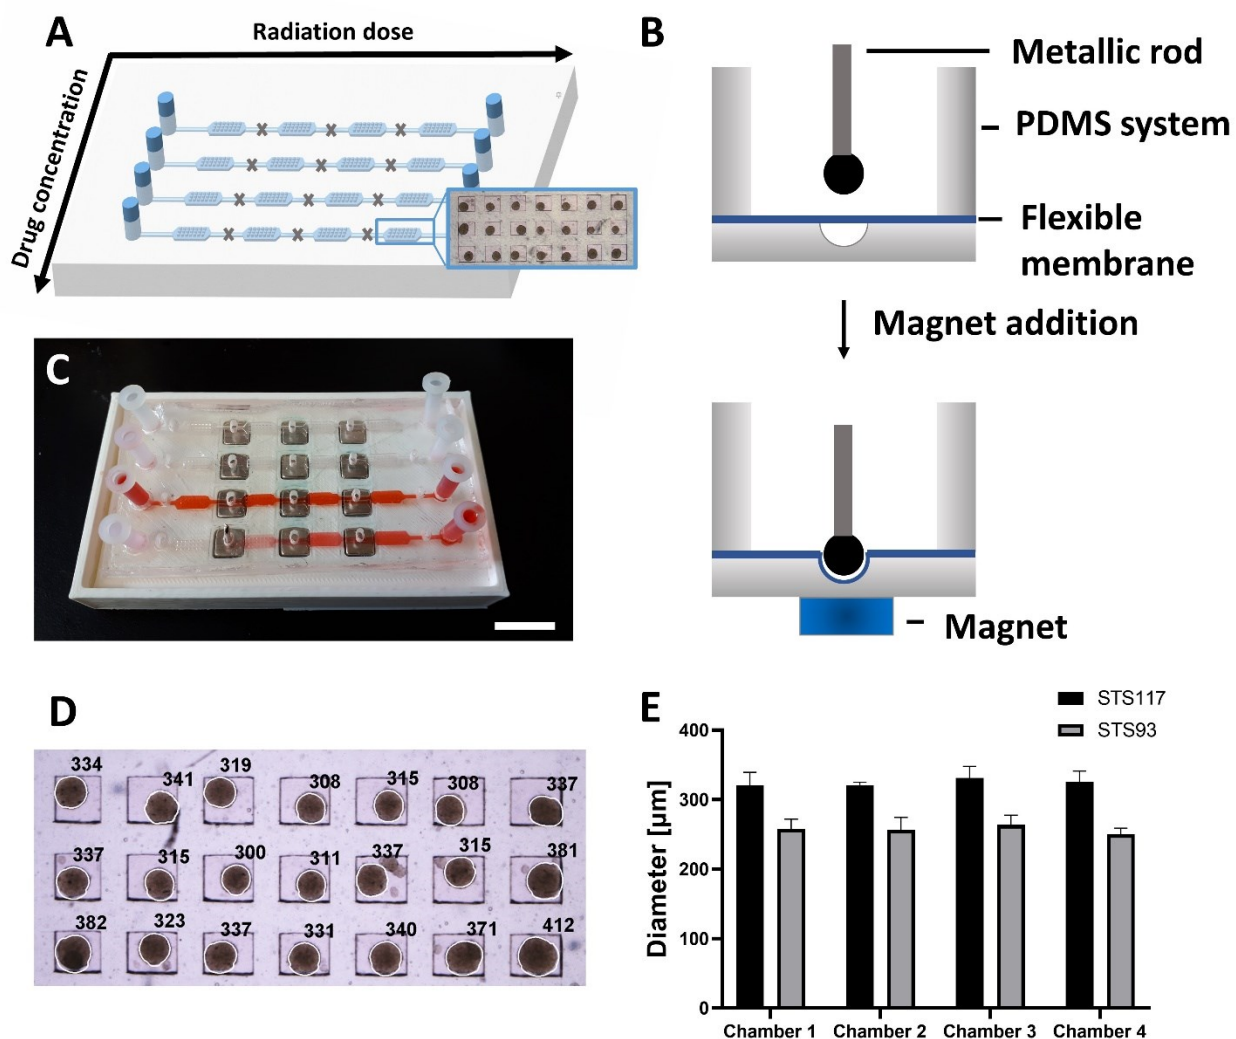 A
Radiation dose
Drug concentration
B
Metallic rod
PDMS system
Flexible
membrane
Magnet addition
Magnet
C
D
334 341 319 308 315 308 337
337 315 300 311 337 315 381
382 323 337 331 340 371 412
E
STS117
STS93
Diameter [µm]
400
300
200
100
0
Chamber 1 Chamber 2 Chamber 3 Chamber 4